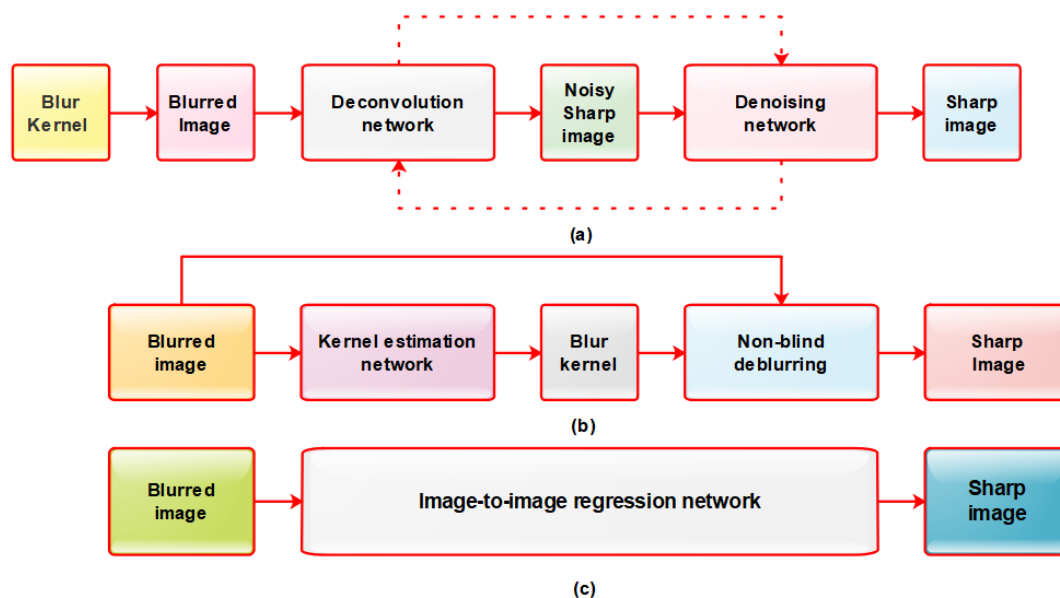 Blur
Kernel
Blurred
Image
Deconvolution
network
Noisy
Sharp
image
Denoising
network
Sharp
image
(a)
Blurred
image
Kernel estimation
network
Blur
kernel
Non-blind
deblurring
Sharp
Image
(b)
Blurred
image
Image-to-image regression network
Sharp
image
(c)